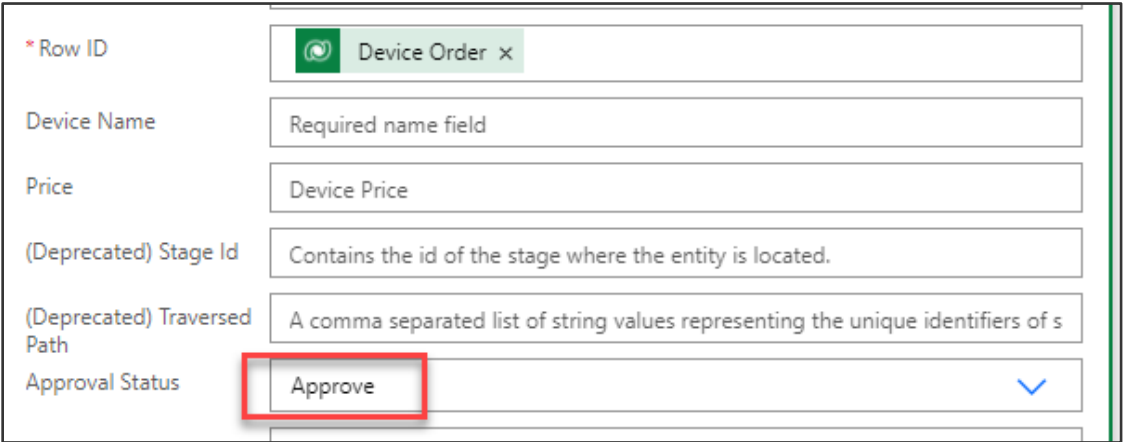 * Row ID
Device Order ×
Device Name
Required name field
Price
Device Price
(Deprecated) Stage Id
Contains the id of the stage where the entity is located.
(Deprecated) Traversed
Path
A comma separated list of string values representing the unique identifiers of s
Approval Status
Approve